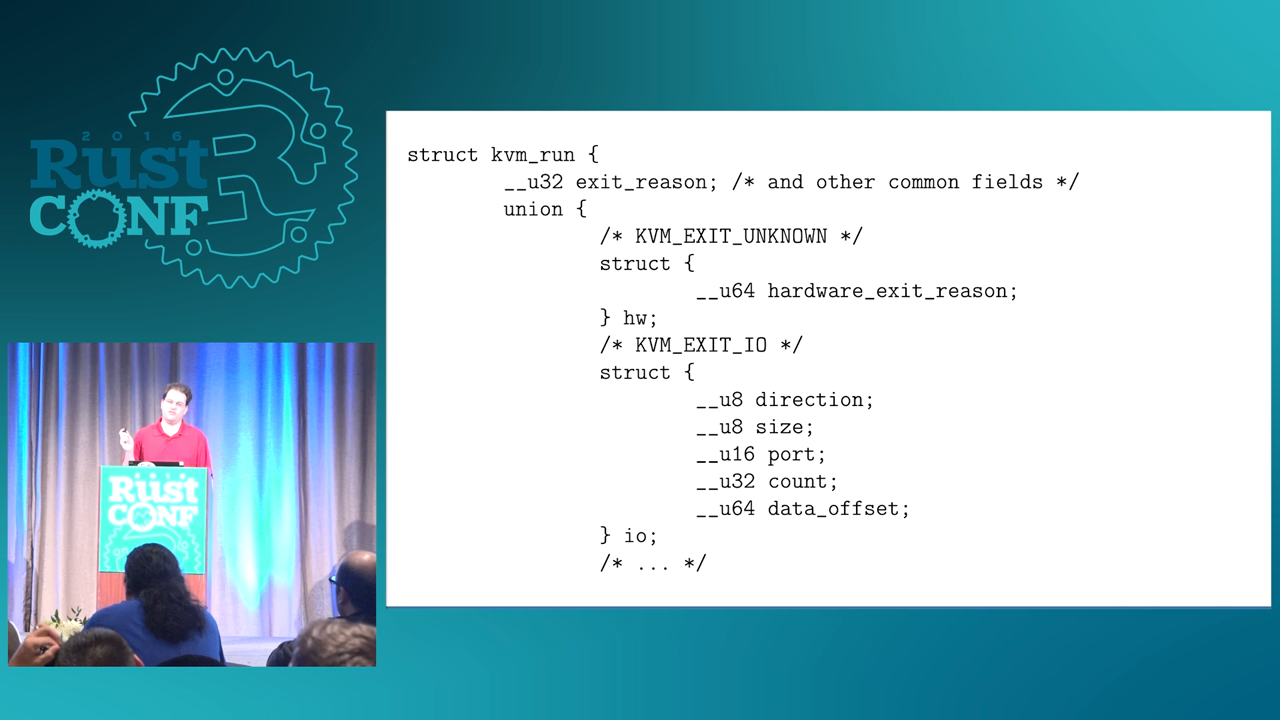 2016
Rust
CONF
struct kvm_run {
__u32 exit_reason; /* and other common fields */
union {
/* KVM_EXIT_UNKNOWN */
struct {
__u64 hardware_exit_reason;
} hw;
/* KVM_EXIT_IO */
struct {
__u8 direction;
__u8 size;
__u16 port;
__u32 count;
__u64 data_offset;
} io;
/* ... */
2016
Rust
CONF